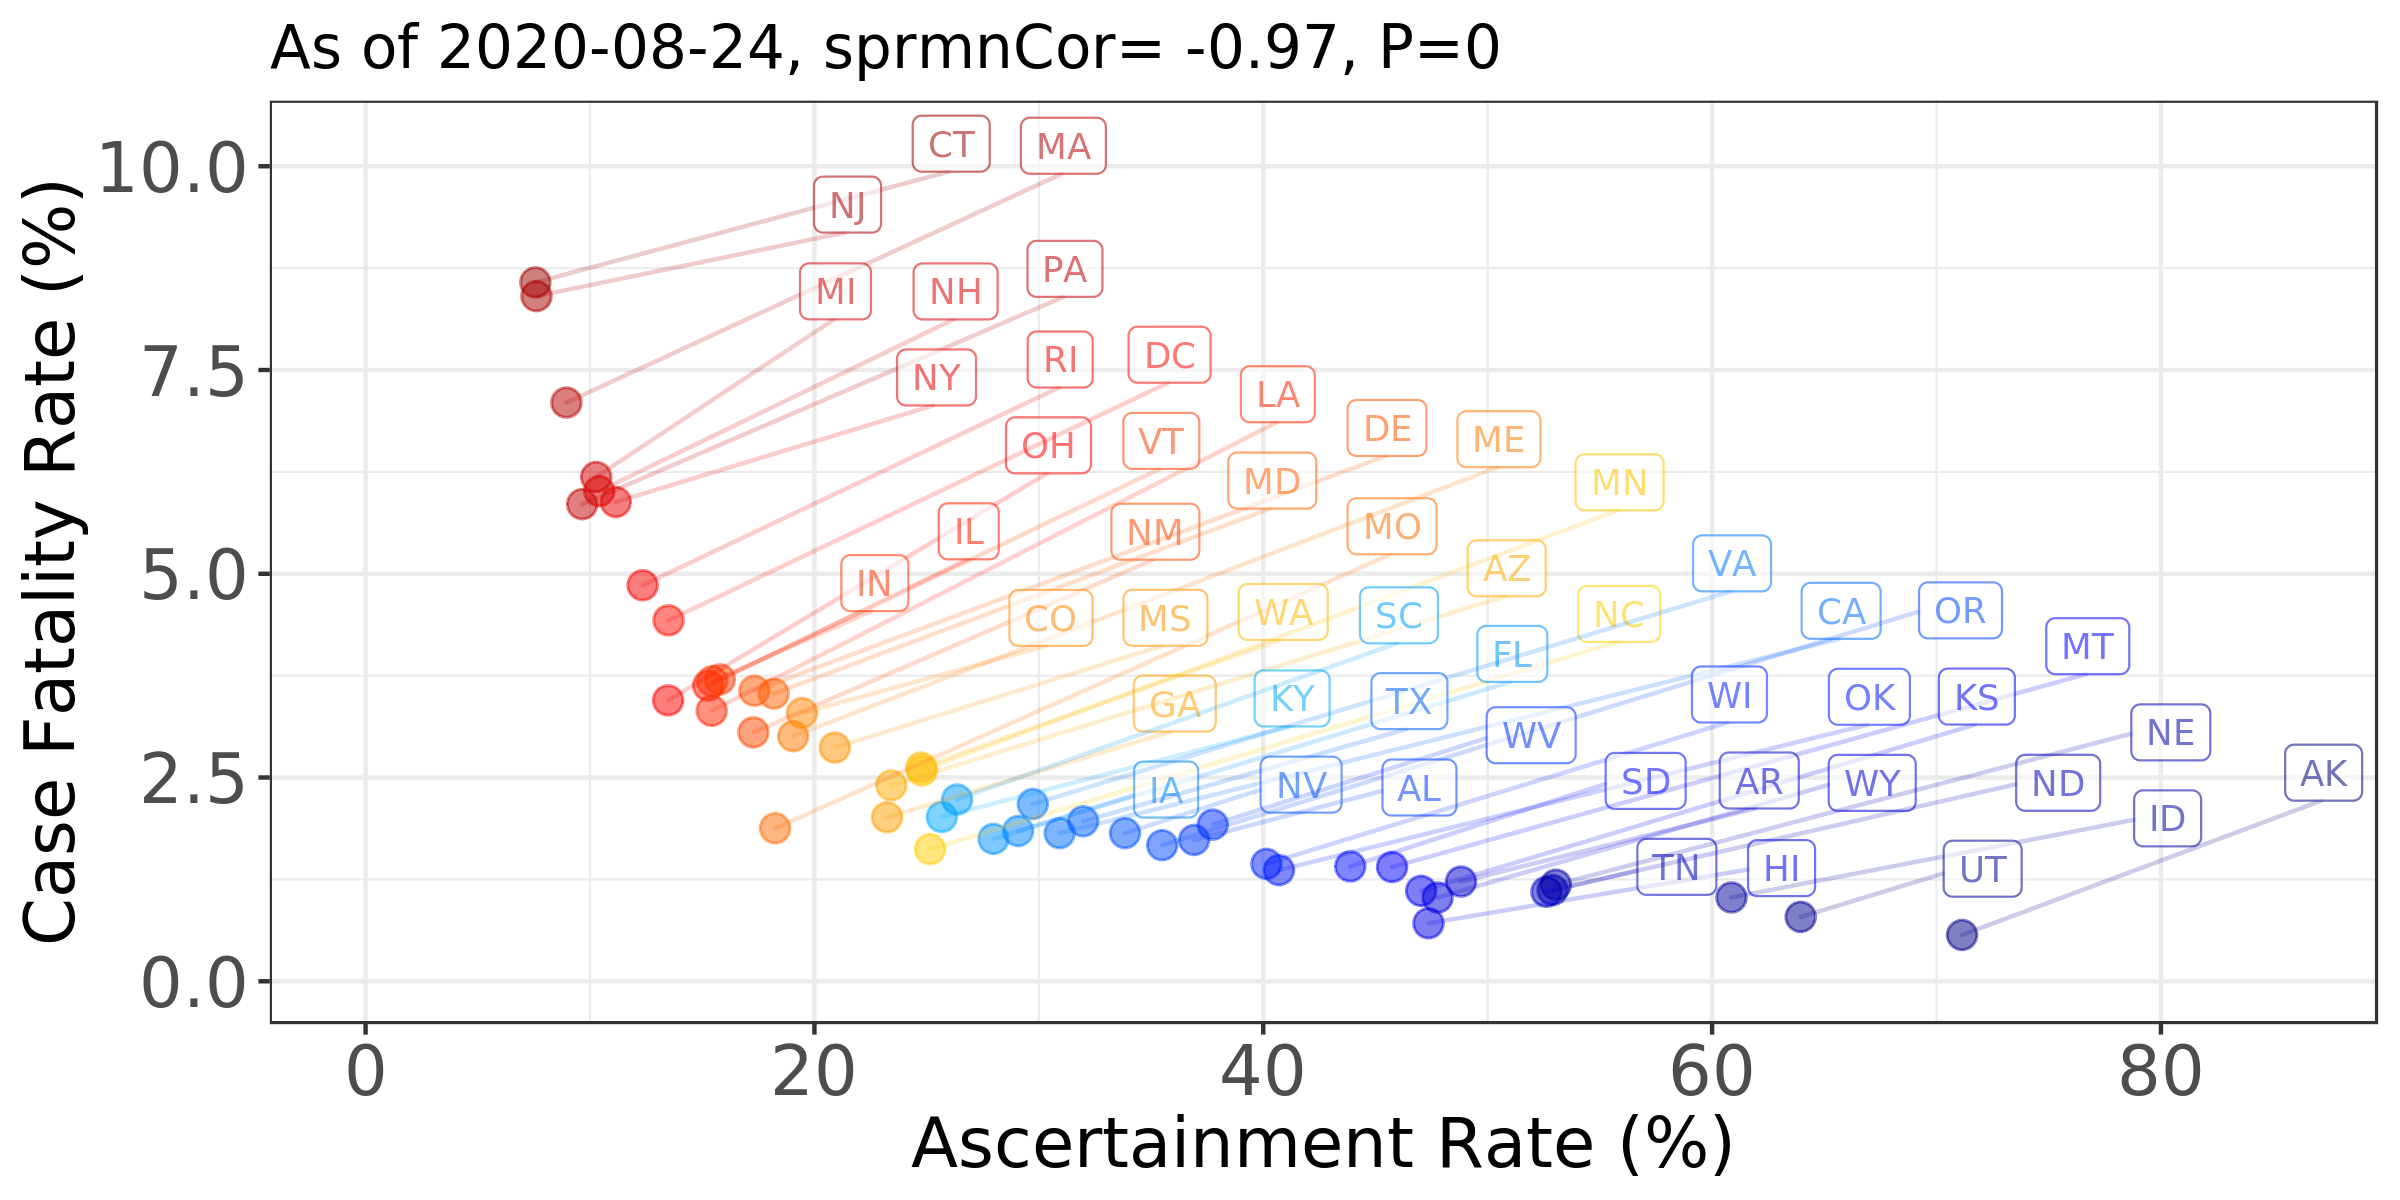 As of 2020-08-24, sprmnCor= -0.97, P=0
Case Fatality Rate (%)
10.0
7.5
5.0
2.5
0.0
CT
MA
NJ
PA
MI
NH
RI
DC
NY
LA
OH
VT
DE
ME
MD
MN
IL
NM
MO
IN
AZ
VA
CO
MS
WA
SC
NC
CA
OR
FL
MT
GA
KY
TX
WI
OK
KS
WV
NE
IA
NV
AL
SD
AR
WY
ND
AK
ID
TN
HI
UT
0
20
40
60
80
Ascertainment Rate (%)